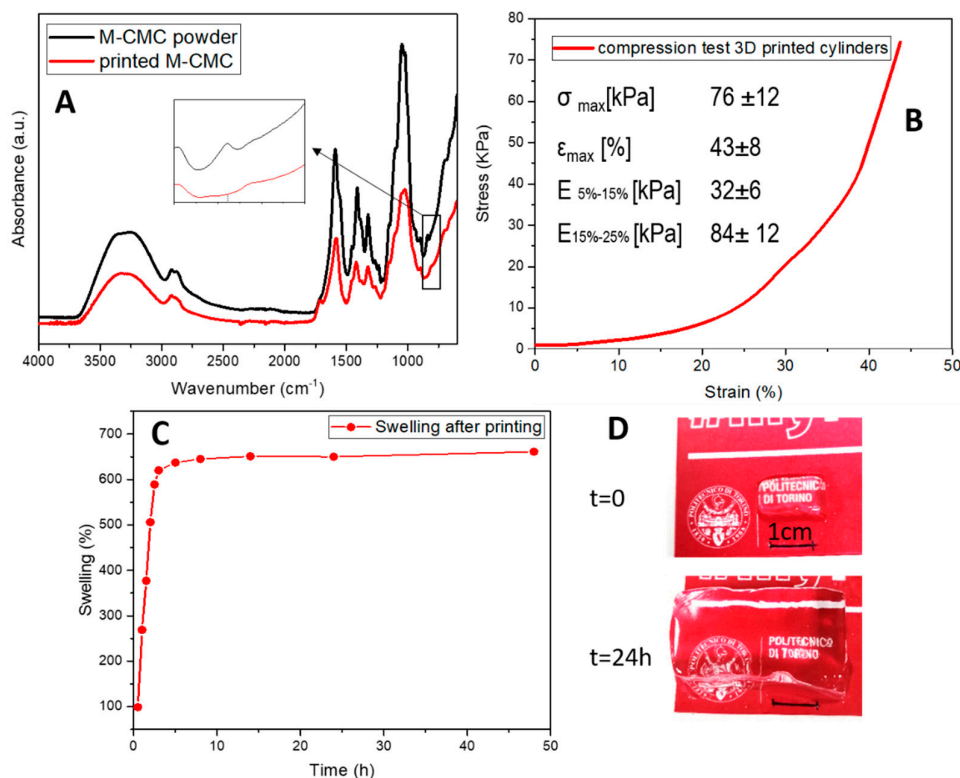 M-CMC powder
printed M-CMC
A
Absorbance (a.u.)
4000 3500 3000 2500 2000 1500 1000
Wavenumber (cm-1)
compression test 3D printed cylinders
B
σ max[kPa] 76 ±12
εmax [%] 43±8
E 5%-15% [kPa] 32±6
E15%-25% [kPa] 84± 12
Stress (KPa)
80
70
60
50
40
30
20
10
0
0 10 20 30 40 50
Strain (%)
C
Swelling after printing
Swelling (%)
700
600
500
400
300
200
100
0 10 20 30 40 50
Time (h)
D
t=0
POLITECNICO
DI TORINO
1cm
t=24h
POLITECNICO
DI TORINO